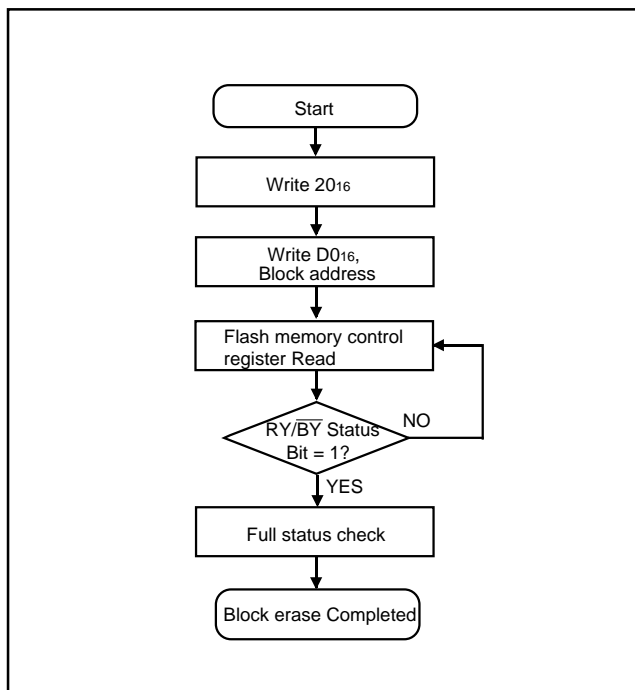 Start
Write 20₁₆
Write D0₁₆,
Block address
Flash memory control
register Read
NO
RY/B̅Y̅ Status
Bit = 1?
YES
Full status check
Block erase Completed